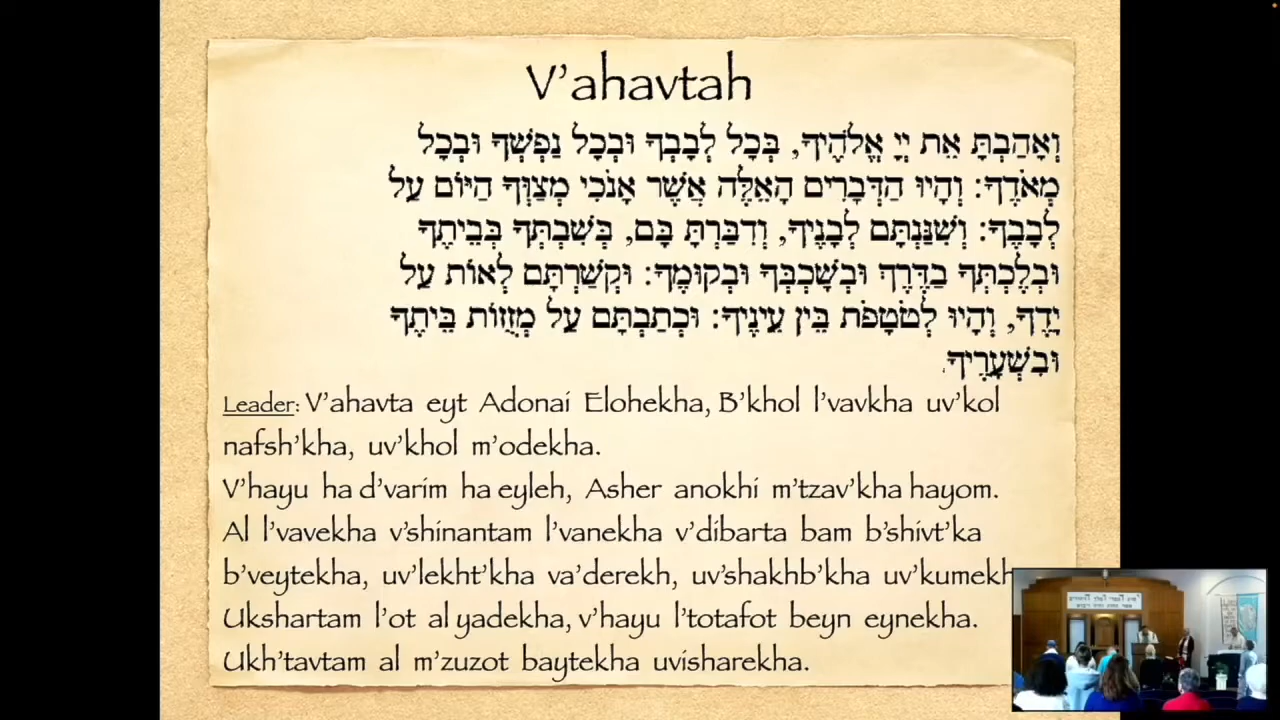 V'ahavtah
וְאָהַבְתָּ אֵת יְיָ אֱלֹהֶיךָ, בְּכָל לְבָבְךָ וּבְכָל נַפְשְׁךָ וּבְכָל
מְאֹדֶךָ: וְהָיוּ הַדְּבָרִים הָאֵלֶּה אֲשֶׁר אָנֹכִי מְצַוְּךָ הַיּוֹם עַל
לְבָבֶךָ: וְשִׁנַּנְתָּם לְבָנֶיךָ, וְדִבַּרְתָּ בָּם, בְּשִׁבְתְּךָ בְּבֵיתֶךָ
וּבְלֶכְתְּךָ בַדֶּרֶךְ וּבְשָׁכְבְּךָ וּבְקוּמֶךָ: וּקְשַׁרְתָּם לְאוֹת עַל
יָדֶךָ, וְהָיוּ לְטֹטָפֹת בֵּין עֵינֶיךָ: וּכְתַבְתָּם עַל מְזֻזוֹת בֵּיתֶךָ
וּבִשְׁעָרֶיךָ.
Leader: V'ahavta eyt Adonai Elohekha, B'khol l'vavkha uv'kol
nafsh'kha, uv'khol m'odekha.
V'hayu ha d'varim ha eyleh, Asher anokhi m'tzav'kha hayom.
Al l'vavekha v'shinantam l'vanekha v'dibarta bam b'shivt'ka
b'veytekha, uv'lekht'kha va'derekh, uv'shakhb'kha uv'kumekh
Ukshartam l'ot al yadekha, v'hayu l'totafot beyn eynekha.
Ukh'tavtam al m'zuzot baytekha uvisharekha.